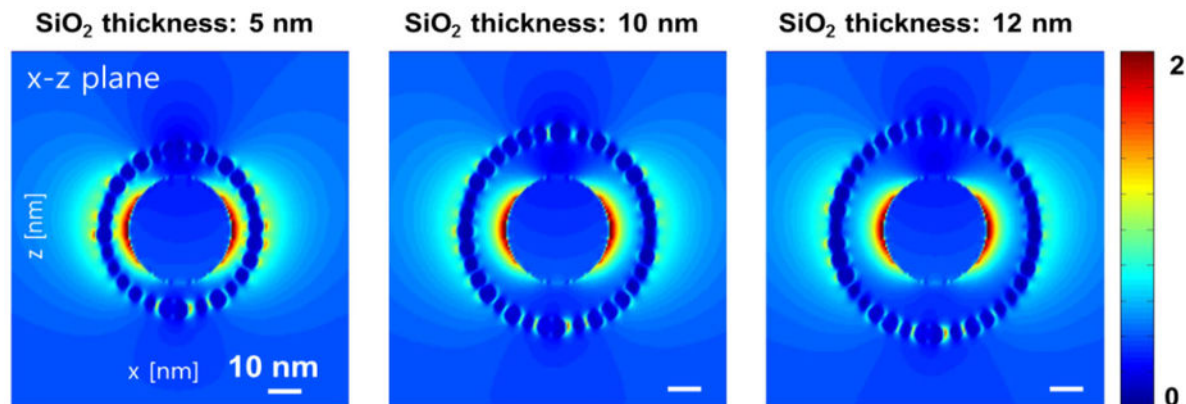 SiO₂ thickness: 5 nm
SiO₂ thickness: 10 nm
SiO₂ thickness: 12 nm
x-z plane
z [nm]
x [nm]
10 nm
2
0